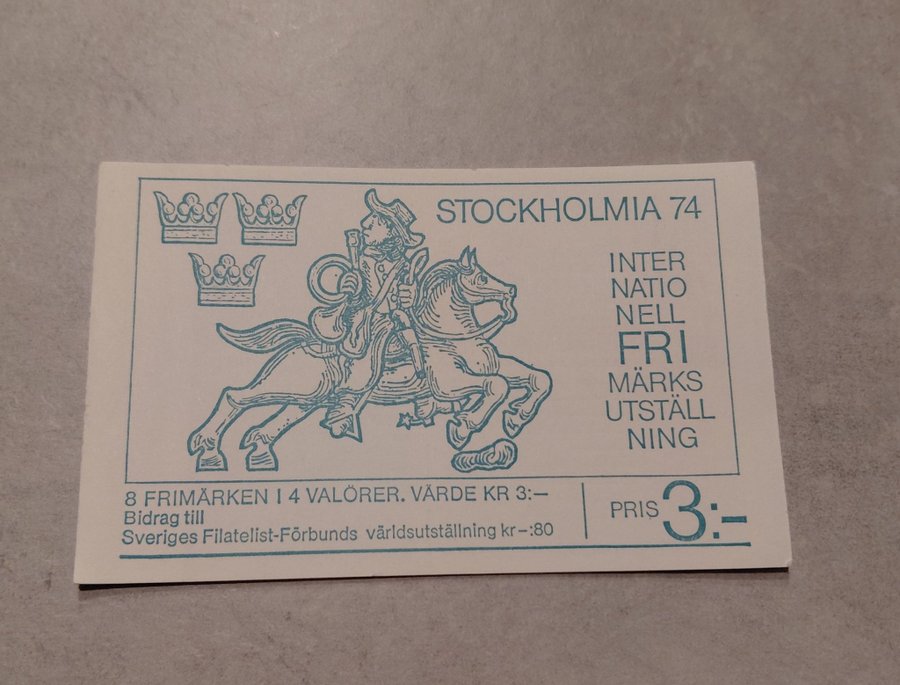 STOCKHOLMIA 74
INTER
NATIO
NELL
FRI
MÄRKS
UTSTÄLL
NING
8 FRIMÄRKEN I 4 VALÖRER. VÄRDE KR 3:–
Bidrag till
Sveriges Filatelist-Förbunds världsutställning kr –:80
PRIS 3:–